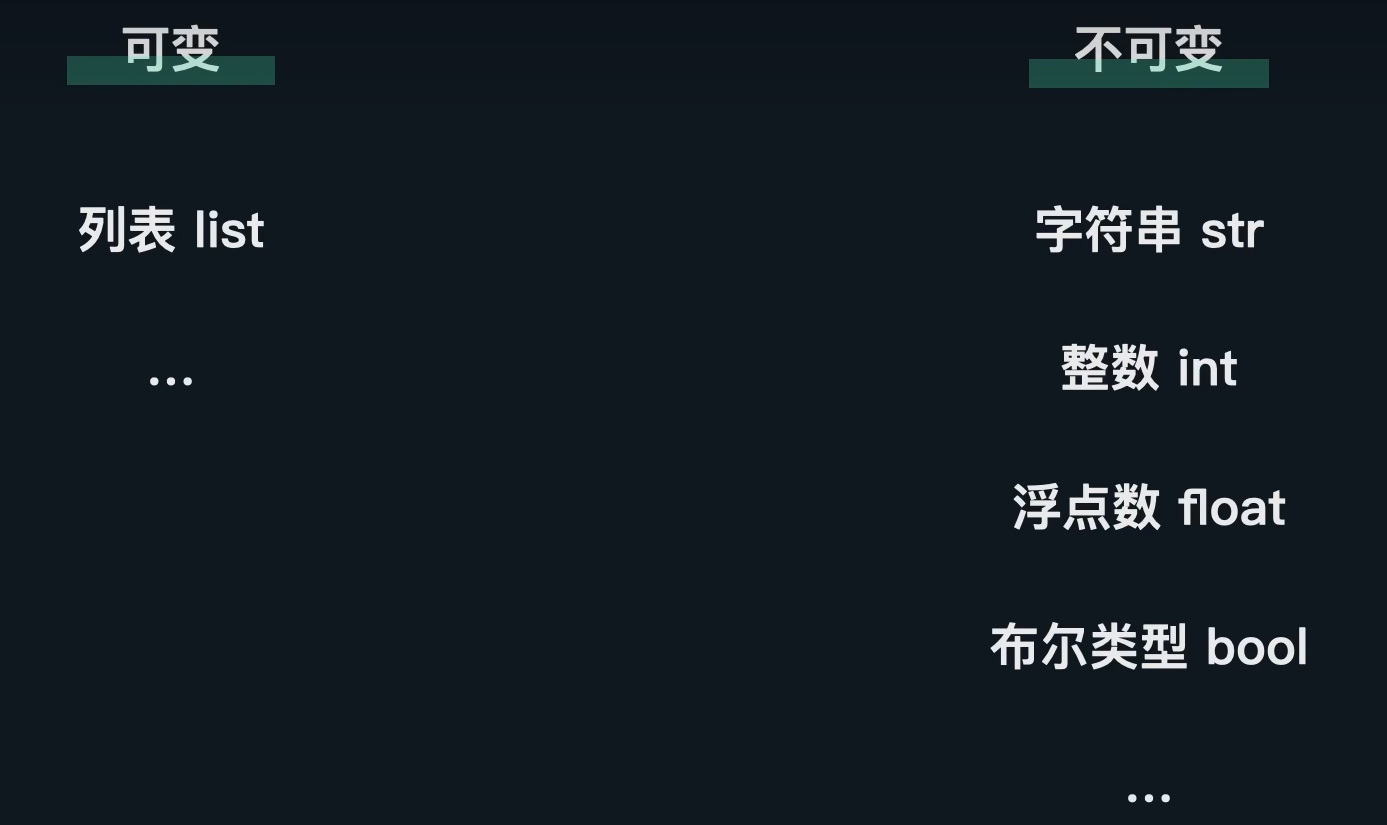 可变
列表 list
...
不可变
字符串 str
整数 int
浮点数 float
布尔类型 bool
...